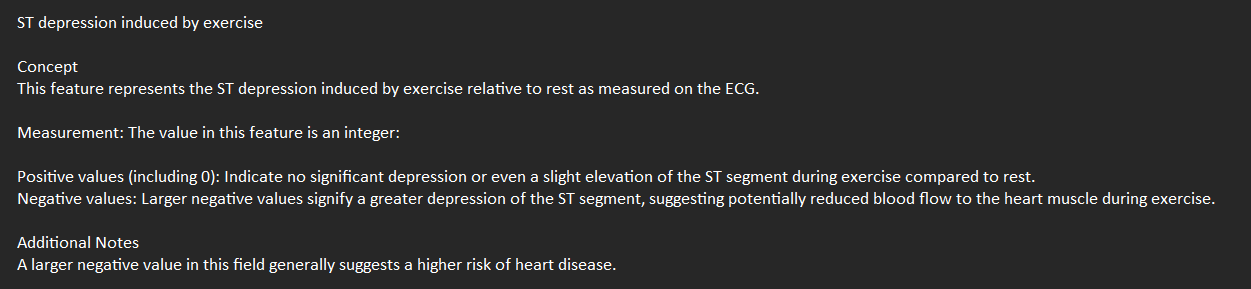 ST depression induced by exercise
Concept
This feature represents the ST depression induced by exercise relative to rest as measured on the ECG.
Measurement: The value in this feature is an integer:
Positive values (including 0): Indicate no significant depression or even a slight elevation of the ST segment during exercise compared to rest.
Negative values: Larger negative values signify a greater depression of the ST segment, suggesting potentially reduced blood flow to the heart muscle during exercise.
Additional Notes
A larger negative value in this field generally suggests a higher risk of heart disease.